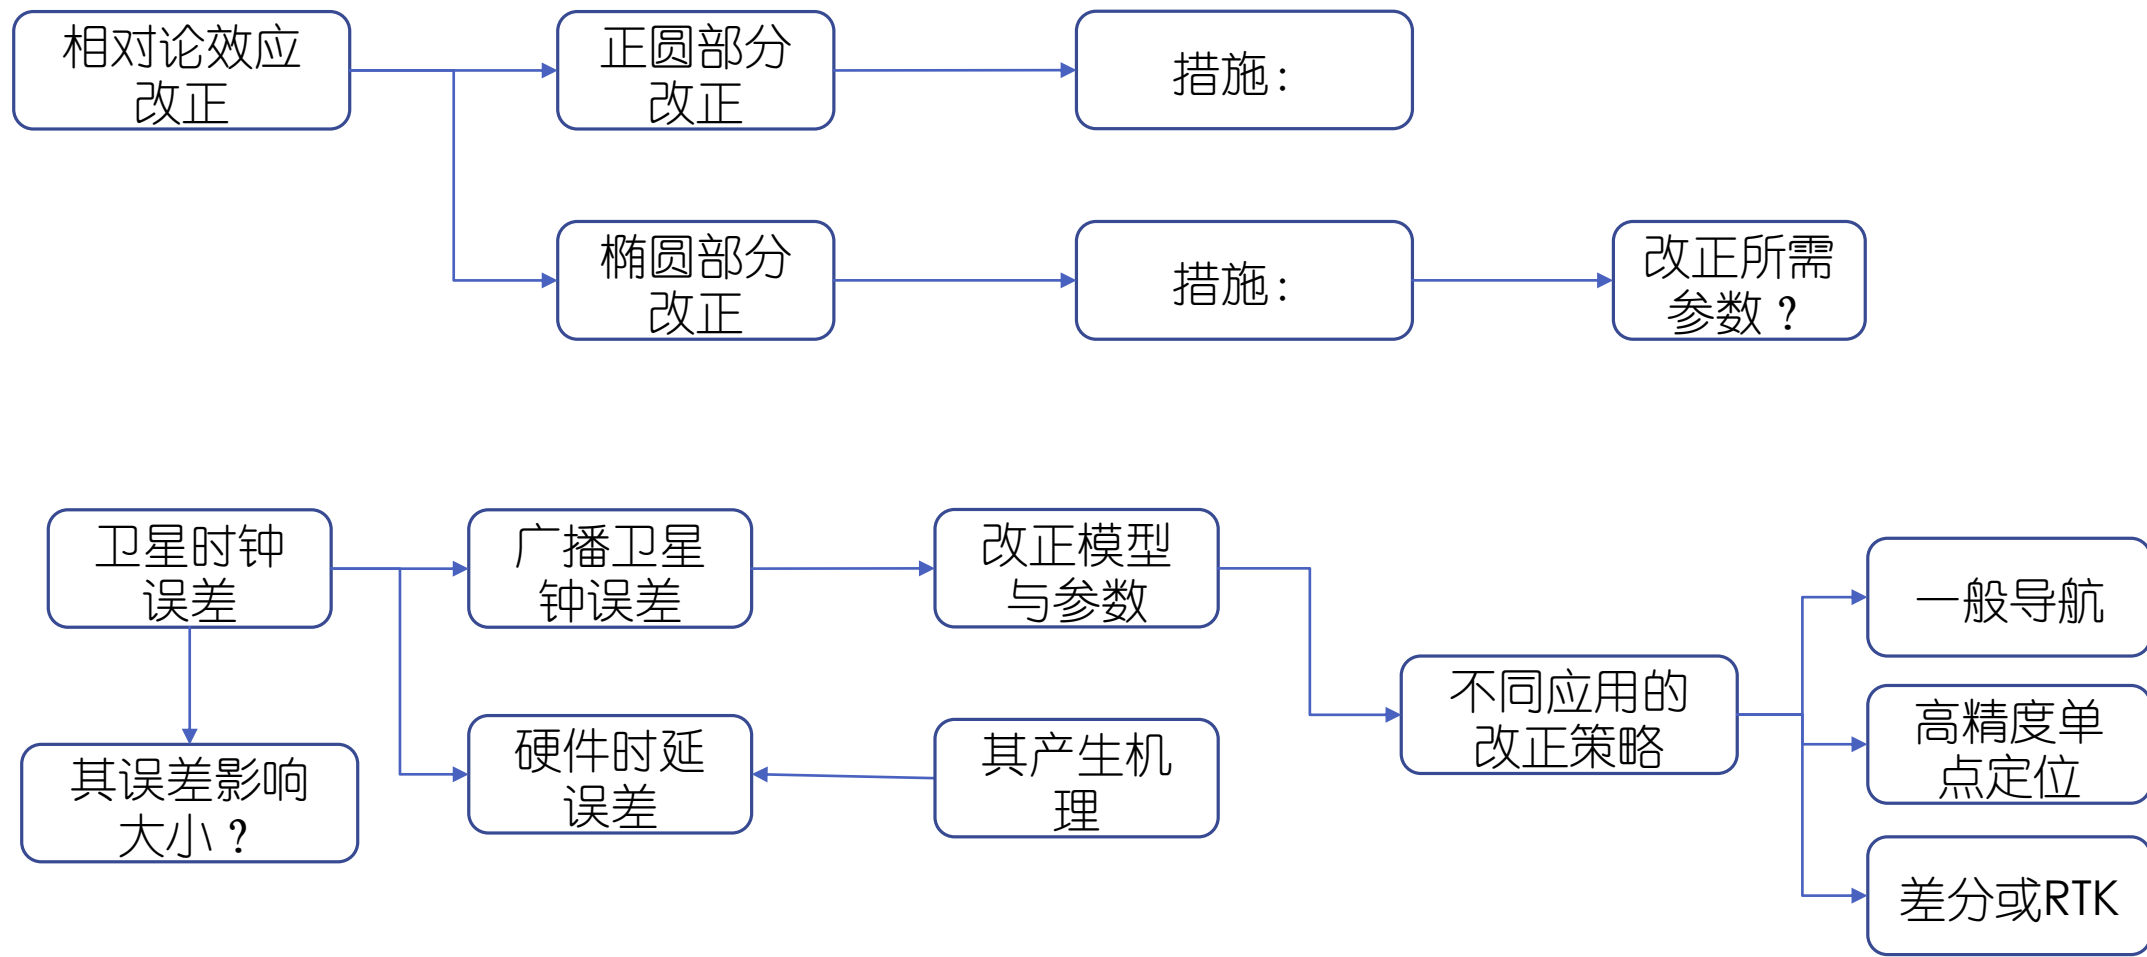 相对论效应
改正
正圆部分
改正
措施：
椭圆部分
改正
措施：
改正所需
参数？
卫星时钟
误差
广播卫星
钟误差
改正模型
与参数
一般导航
不同应用的
改正策略
高精度单
点定位
其误差影响
大小？
硬件时延
误差
其产生机
理
差分或RTK